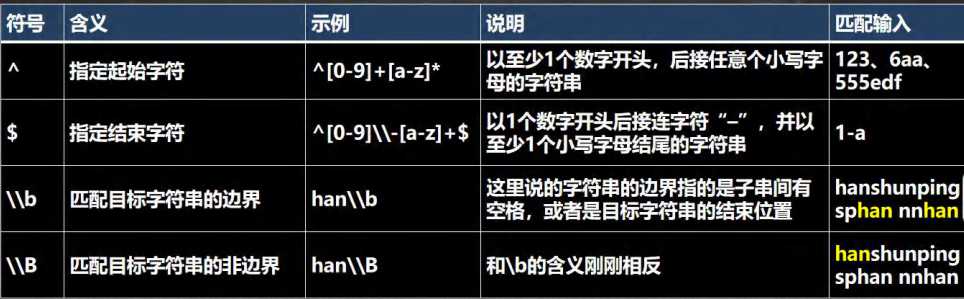 符号 含义 示例 说明 匹配输入
^ 指定起始字符 ^[0-9]+[a-z]* 以至少1个数字开头，后接任意个小写字 123、6aa、
母的字符串 555edf
$ 指定结束字符 ^[0-9]\\-[a-z]+$ 以1个数字开头后接连字符“–”，并以 1-a
至少1个小写字母结尾的字符串
\\b 匹配目标字符串的边界 han\\b 这里说的字符串的边界指的是子串间有 hanshunping
空格，或者是目标字符串的结束位置 sphan nnhan
\\B 匹配目标字符串的非边界 han\\B 和\b的含义刚刚相反 hanshunping
sphan nnhan